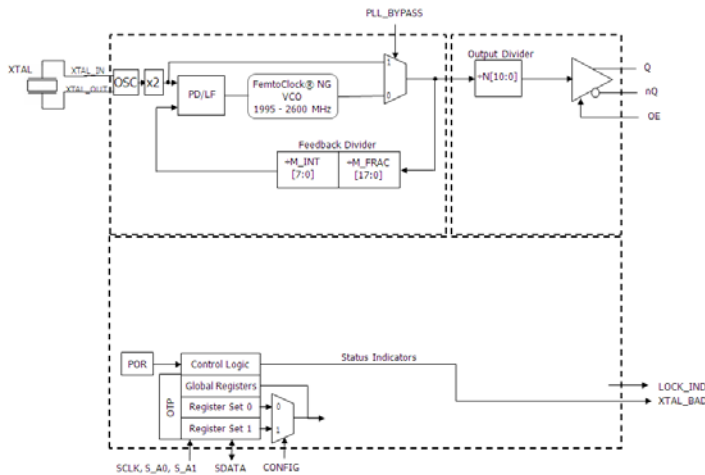 PLL_BYPASS
XTAL
XTAL_IN
XTAL_OUT
OSC
x2
PD/LF
FemtoClock® NG
VCO
1995 - 2600 MHz
1
0
Output Divider
÷N[10:0]
Q
nQ
OE
Feedback Divider
÷M_INT
[7:0]
÷M_FRAC
[17:0]
POR
Control Logic
Status Indicators
Global Registers
OTP
Register Set 0
0
Register Set 1
1
LOCK_IND
XTAL_BAD
SCLK, S_A0, S_A1
SDATA
CONFIG